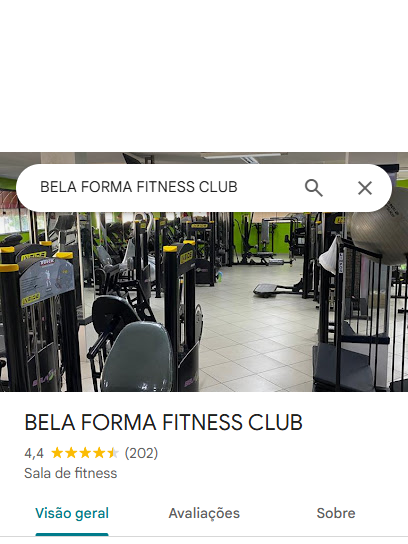 BELA FORMA FITNESS CLUB
BELA FORMA FITNESS CLUB
4,4 (202)
Sala de fitness
Visão geral Avaliações Sobre